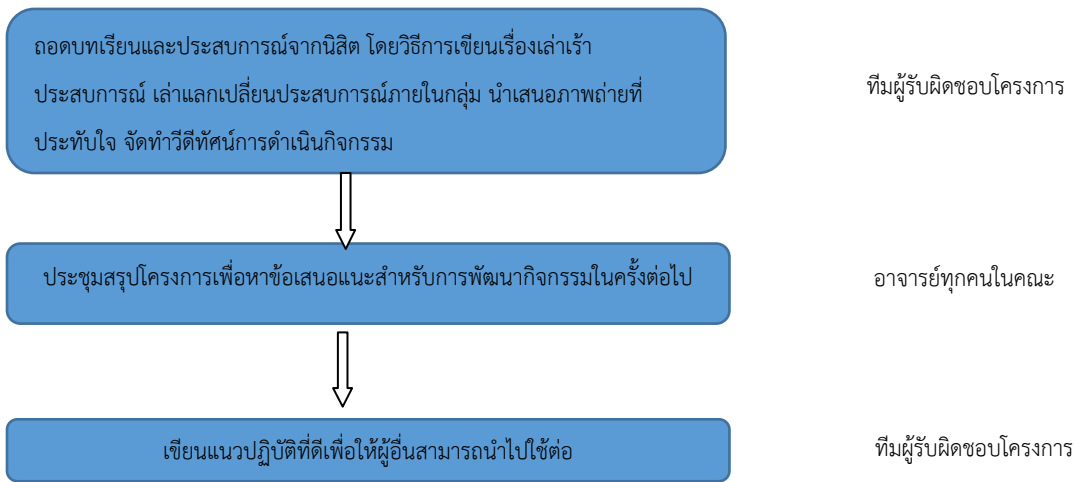 ถอดบทเรียนและประสบการณ์จากนิสิต โดยวิธีการเขียนเรื่องเล่าเร้า
ประสบการณ์ เล่าแลกเปลี่ยนประสบการณ์ภายในกลุ่ม นำเสนอภาพถ่ายที่
ประทับใจ จัดทำวีดีทัศน์การดำเนินกิจกรรม
ทีมผู้รับผิดชอบโครงการ
ประชุมสรุปโครงการเพื่อหาข้อเสนอแนะสำหรับการพัฒนากิจกรรมในครั้งต่อไป
อาจารย์ทุกคนในคณะ
เขียนแนวปฏิบัติที่ดีเพื่อให้ผู้อื่นสามารถนำไปใช้ต่อ
ทีมผู้รับผิดชอบโครงการ